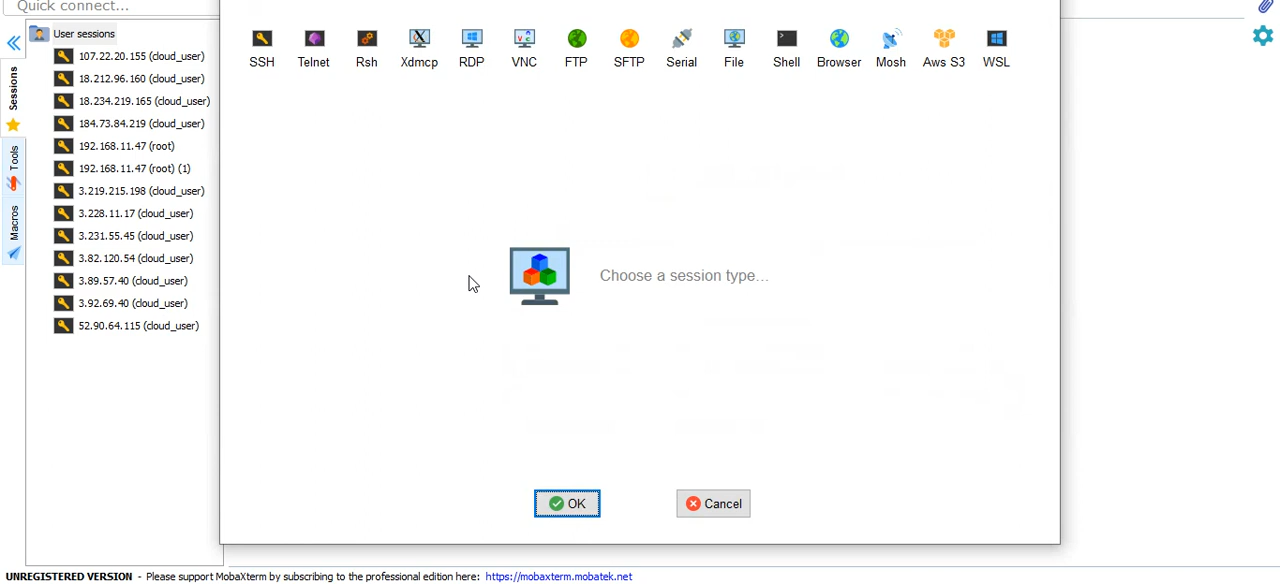 Quick connect...
User sessions
107.22.20.155 (cloud_user)
18.212.96.160 (cloud_user)
18.234.219.165 (cloud_user)
184.73.84.219 (cloud_user)
192.168.11.47 (root)
192.168.11.47 (root) (1)
3.219.215.198 (cloud_user)
3.228.11.17 (cloud_user)
3.231.55.45 (cloud_user)
3.82.120.54 (cloud_user)
3.89.57.40 (cloud_user)
3.92.69.40 (cloud_user)
52.90.64.115 (cloud_user)
Sessions
Tools
Macros
SSH Telnet Rsh Xdmcp RDP VNC FTP SFTP Serial File Shell Browser Mosh Aws S3 WSL
Choose a session type...
OK Cancel
UNREGISTERED VERSION - Please support MobaXterm by subscribing to the professional edition here: https://mobaxterm.mobatek.net